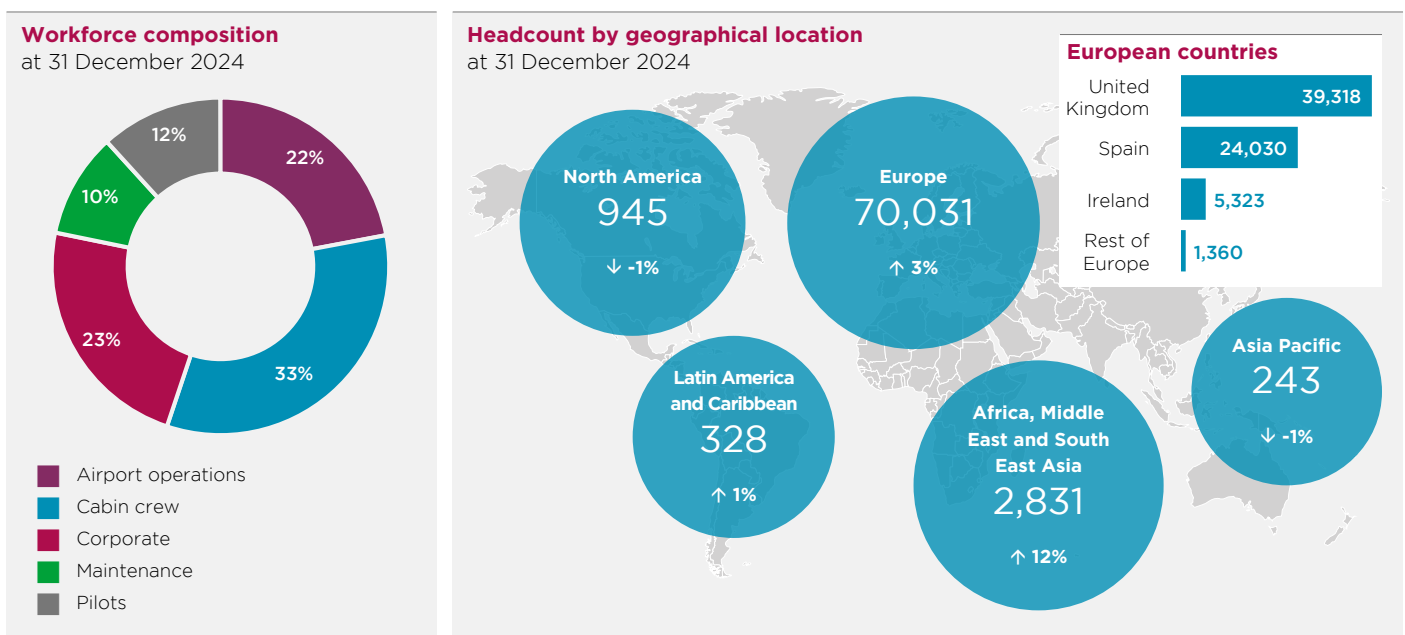 Workforce composition
at 31 December 2024
12%
22%
10%
23%
33%
Airport operations
Cabin crew
Corporate
Maintenance
Pilots
Headcount by geographical location
at 31 December 2024
North America
945
↓ -1%
Europe
70,031
↑ 3%
European countries
United
Kingdom
39,318
Spain
24,030
Ireland
5,323
Rest of
Europe
1,360
Latin America
and Caribbean
328
↑ 1%
Africa, Middle
East and South
East Asia
2,831
↑ 12%
Asia Pacific
243
↓ -1%